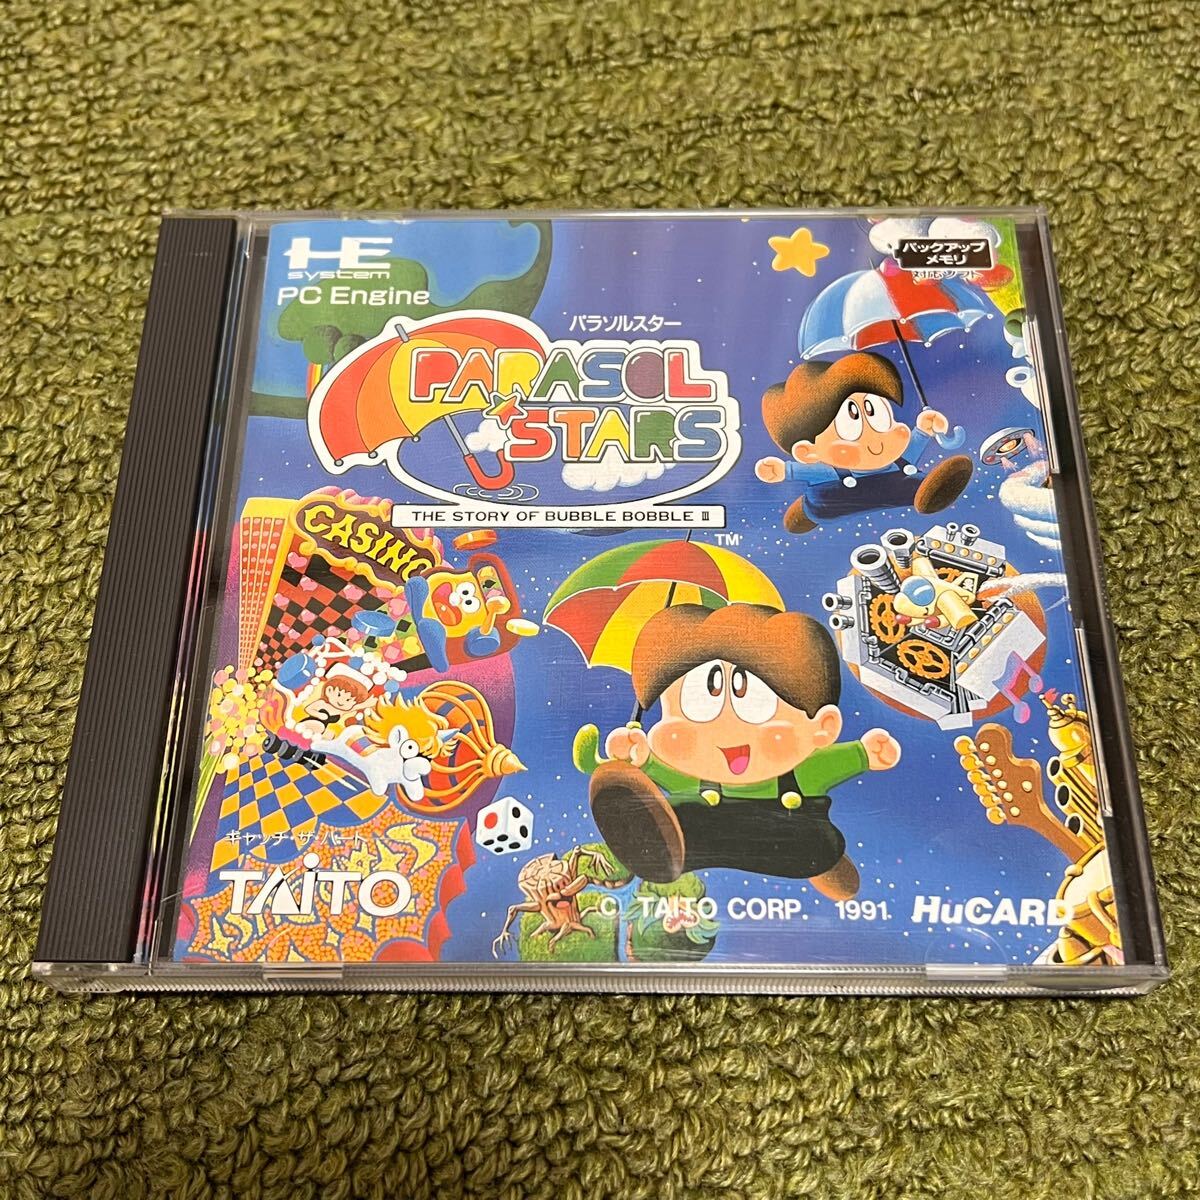 HE
system
PC Engine
バックアップ
メモリ
対応ソフト
パラソルスター
PARASOL
STARS
THE STORY OF BUBBLE BOBBLE III
TM
CASINO
キャッチ・ザ・ハート
TAITO
© TAITO CORP. 1991
HuCARD